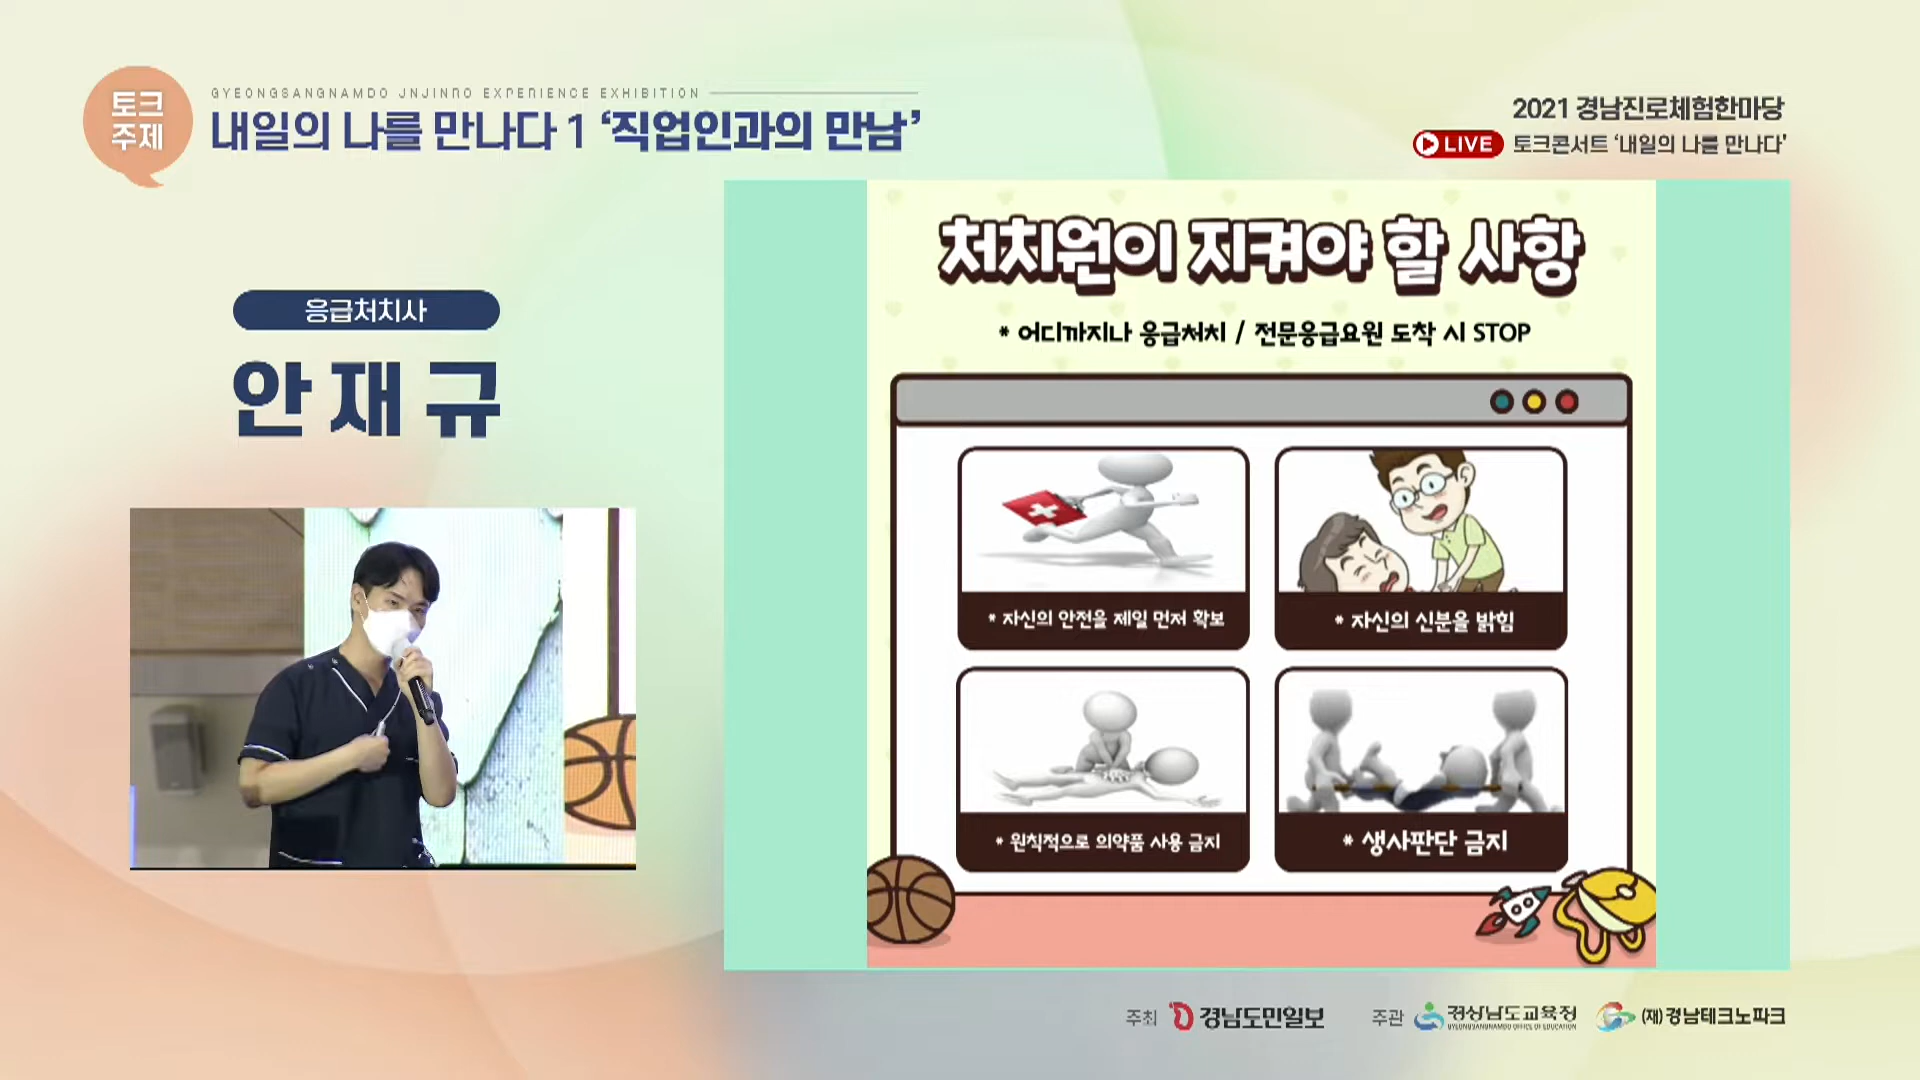 토크
주제
GYEONGSANGNAMDO JNJINRO EXPERIENCE EXHIBITION
내일의 나를 만나다 1 ‘직업인과의 만남’
2021 경남진로체험한마당
LIVE 토크콘서트 ‘내일의 나를 만나다’
응급처치사
안재규
처치원이 지켜야 할 사항
* 어디까지나 응급처치 / 전문응급요원 도착 시 STOP
* 자신의 안전을 제일 먼저 확보
* 자신의 신분을 밝힘
* 원칙적으로 의약품 사용 금지
* 생사판단 금지
주최 경남도민일보 주관 경상남도교육청 (재)경남테크노파크
GYEONGSANGNAMDO OFFICE OF EDUCATION